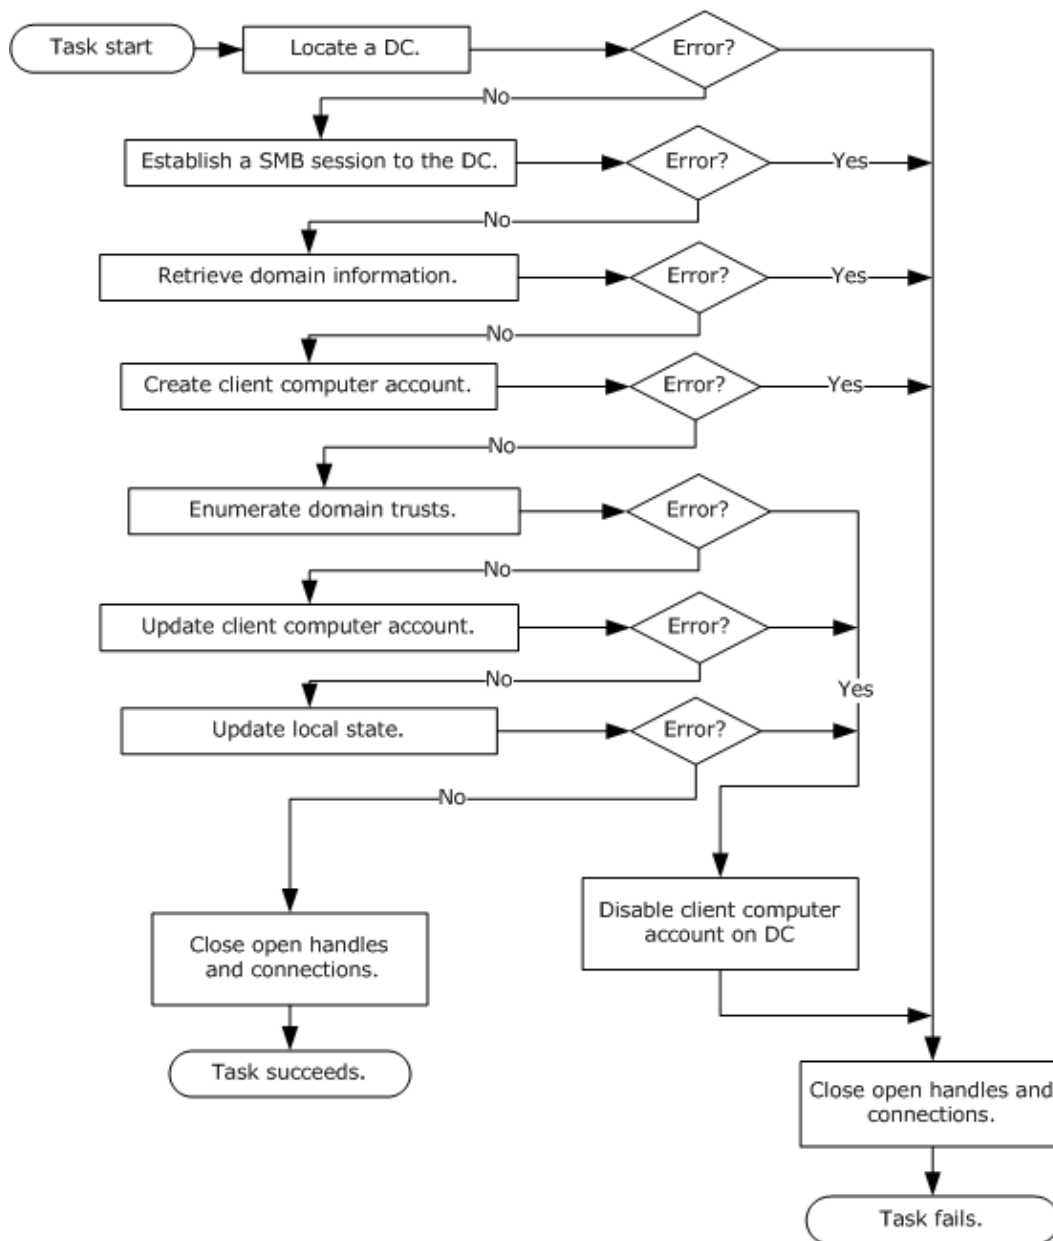 Task start
Locate a DC.
Error?
No
Establish a SMB session to the DC.
Error?
Yes
No
Retrieve domain information.
Error?
Yes
No
Create client computer account.
Error?
Yes
No
Enumerate domain trusts.
Error?
No
Update client computer account.
Error?
No
Yes
Update local state.
Error?
No
Disable client computer
account on DC
Close open handles
and connections.
Task succeeds.
Close open handles and
connections.
Task fails.